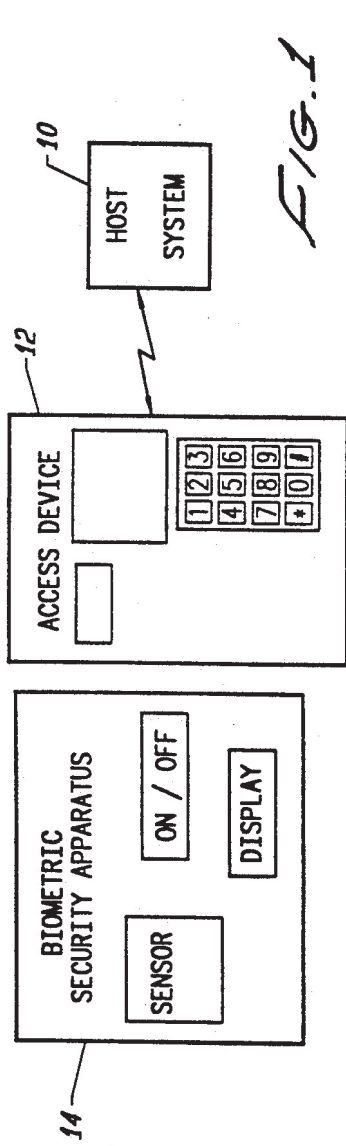 14
BIOMETRIC
SECURITY APPARATUS
SENSOR
ON / OFF
DISPLAY
12
ACCESS DEVICE
1 2 3
4 5 6
7 8 9
* 0 #
10
HOST
SYSTEM
FIG. 1